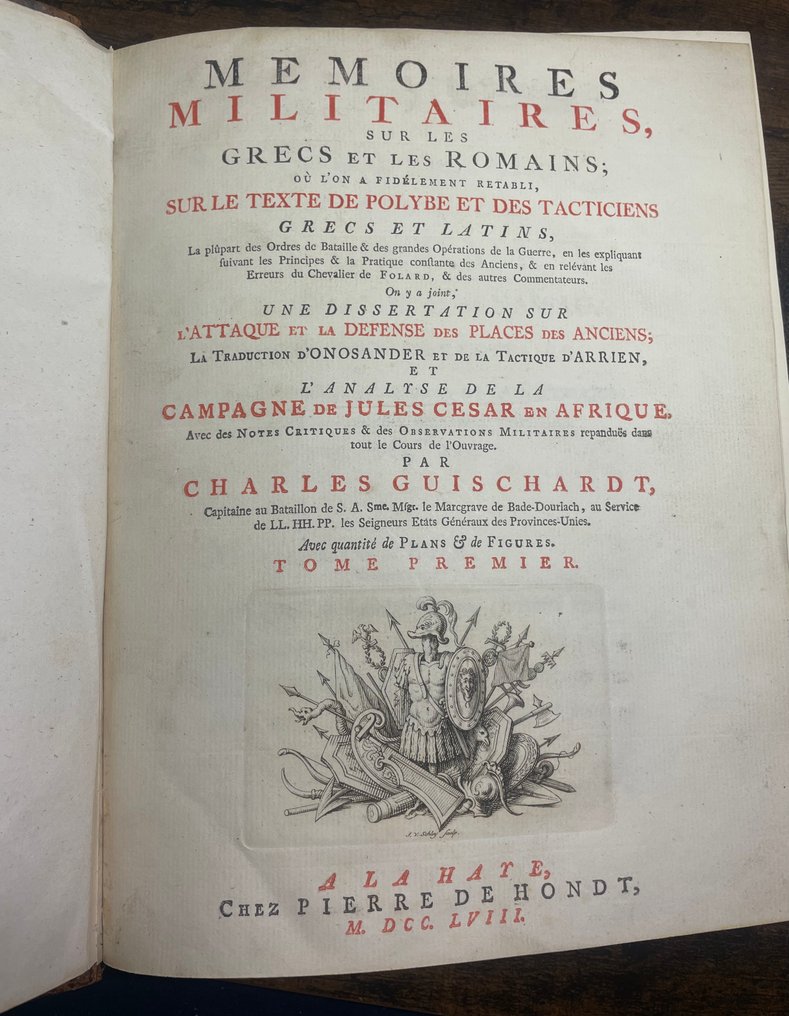 MEMOIRES
MILITAIRES,
SUR LES
GRECS ET LES ROMAINS;
OÙ L'ON A FIDÉLEMENT RETABLI,
SUR LE TEXTE DE POLYBE ET DES TACTICIENS
GRECS ET LATINS,
La plûpart des Ordres de Bataille & des grandes Opérations de la Guerre, en les expliquant
ſuivant les Principes & la Pratique conſtante des Anciens, & en relévant les
Erreurs du Chevalier de FOLARD, & des autres Commentateurs.
On y a joint,
UNE DISSERTATION SUR
L'ATTAQUE ET LA DEFENSE DES PLACES DES ANCIENS;
LA TRADUCTION D'ONOSANDER ET DE LA TACTIQUE D'ARRIEN,
ET
L'ANALYSE DE LA
CAMPAGNE DE JULES CESAR EN AFRIQUE,
Avec des NOTES CRITIQUES & des OBSERVATIONS MILITAIRES repanduës dans
tout le Cours de l'Ouvrage.
PAR
CHARLES GUISCHARDT,
Capitaine au Bataillon de S. A. Sme. Mſgr. le Marcgrave de Bade-Dourlach, au Service
de LL. HH. PP. les Seigneurs Etáts Généraux des Provinces-Unies.
Avec quantité de PLANS & de FIGURES.
TOME PREMIER.
J. V. Schley ſculp.
A LA HAYE,
CHEZ PIERRE DE HONDT,
M. DCC. LVIII.